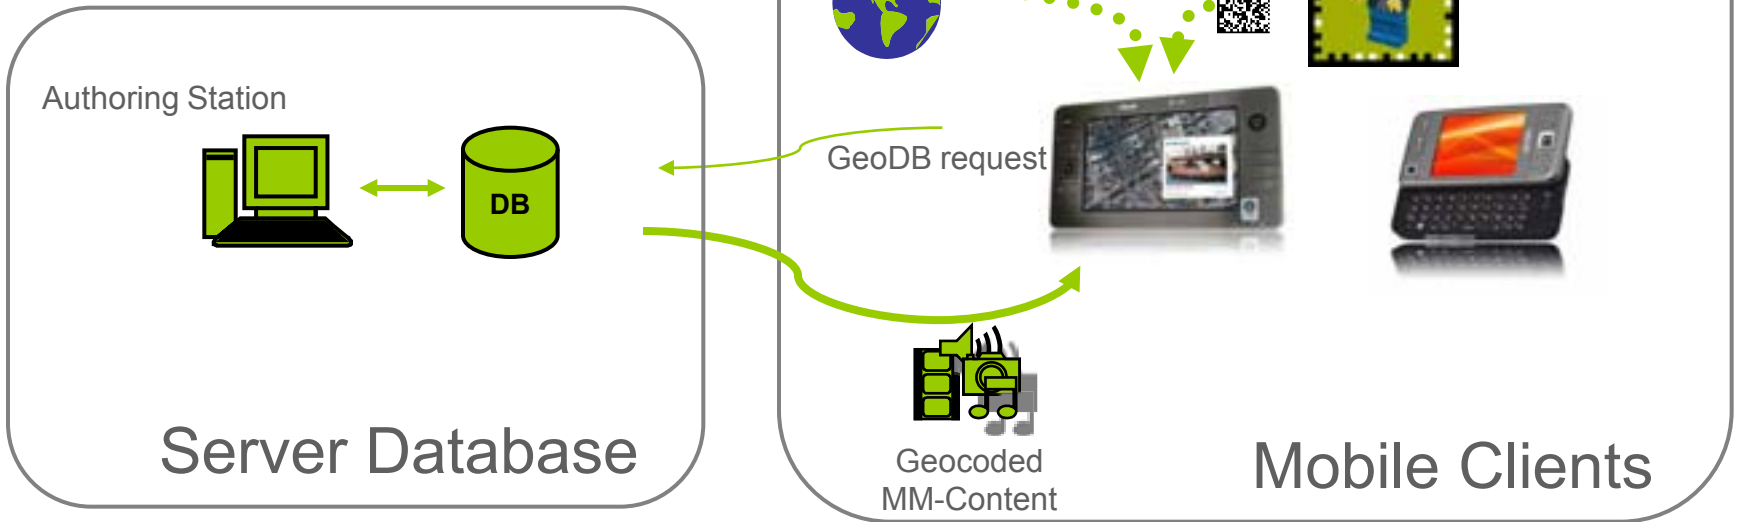 Authoring Station
DB
GeoDB request
Geocoded
MM-Content
Server Database
Mobile Clients